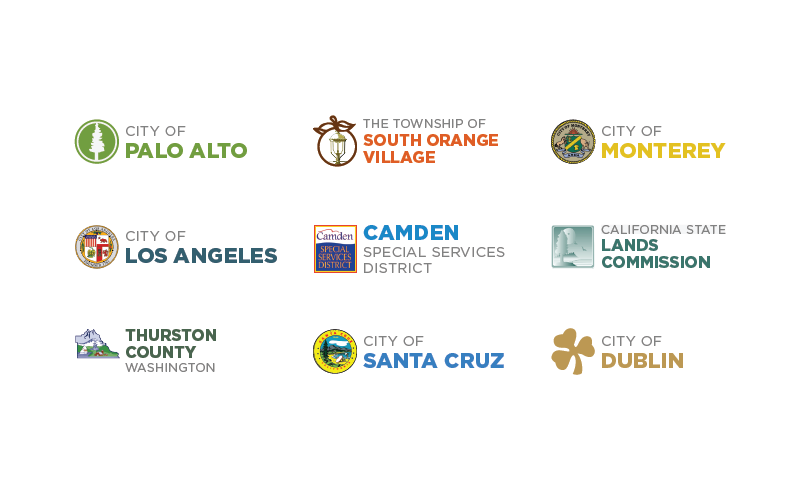 CITY OF
PALO ALTO
THE TOWNSHIP OF
SOUTH ORANGE
VILLAGE
CITY OF
MONTEREY
CITY OF
LOS ANGELES
Camden
SPECIAL
SERVICES
DISTRICT
CAMDEN
SPECIAL SERVICES
DISTRICT
CALIFORNIA STATE
LANDS
COMMISSION
THURSTON
COUNTY
WASHINGTON
CITY OF
SANTA CRUZ
CITY OF
DUBLIN